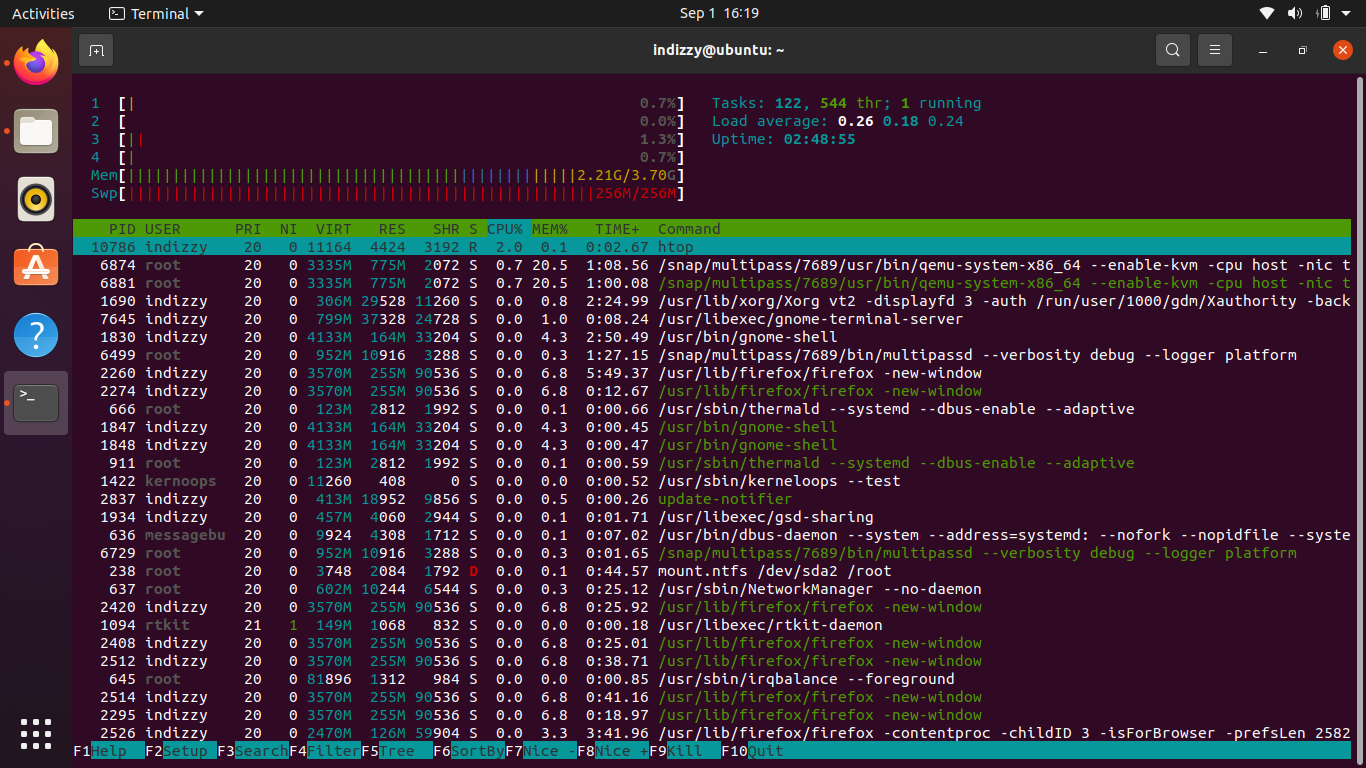 Activities Terminal Sep 1 16:19
indizzy@ubuntu: ~
1 [| 0.7%] Tasks: 122, 544 thr; 1 running
2 [ 0.0%] Load average: 0.26 0.18 0.24
3 [|| 1.3%] Uptime: 02:48:55
4 [| 0.7%]
Mem[||||||||||||||||||||||||||||||||||||||||||||||||||2.21G/3.70G]
Swp[||||||||||||||||||||||||||||||||||||||||||||||||||||256M/256M]
PID USER PRI NI VIRT RES SHR S CPU% MEM% TIME+ Command
10786 indizzy 20 0 11164 4424 3192 R 2.0 0.1 0:02.67 htop
6874 root 20 0 3335M 775M 2072 S 0.7 20.5 1:08.56 /snap/multipass/7689/usr/bin/qemu-system-x86_64 --enable-kvm -cpu host -nic t
6881 root 20 0 3335M 775M 2072 S 0.7 20.5 1:00.08 /snap/multipass/7689/usr/bin/qemu-system-x86_64 --enable-kvm -cpu host -nic t
1690 indizzy 20 0 306M 29528 11260 S 0.0 0.8 2:24.99 /usr/lib/xorg/Xorg vt2 -displayfd 3 -auth /run/user/1000/gdm/Xauthority -back
7645 indizzy 20 0 799M 37328 24728 S 0.0 1.0 0:08.24 /usr/libexec/gnome-terminal-server
1830 indizzy 20 0 4133M 164M 33204 S 0.0 4.3 2:50.49 /usr/bin/gnome-shell
6499 root 20 0 952M 10916 3288 S 0.0 0.3 1:27.15 /snap/multipass/7689/bin/multipassd --verbosity debug --logger platform
2260 indizzy 20 0 3570M 255M 90536 S 0.0 6.8 5:49.37 /usr/lib/firefox/firefox -new-window
2274 indizzy 20 0 3570M 255M 90536 S 0.0 6.8 0:12.67 /usr/lib/firefox/firefox -new-window
666 root 20 0 123M 2812 1992 S 0.0 0.1 0:00.66 /usr/sbin/thermald --systemd --dbus-enable --adaptive
1847 indizzy 20 0 4133M 164M 33204 S 0.0 4.3 0:00.45 /usr/bin/gnome-shell
1848 indizzy 20 0 4133M 164M 33204 S 0.0 4.3 0:00.47 /usr/bin/gnome-shell
911 root 20 0 123M 2812 1992 S 0.0 0.1 0:00.59 /usr/sbin/thermald --systemd --dbus-enable --adaptive
1422 kernoops 20 0 11260 408 0 S 0.0 0.0 0:00.52 /usr/sbin/kerneloops --test
2837 indizzy 20 0 413M 18952 9856 S 0.0 0.5 0:00.26 update-notifier
1934 indizzy 20 0 457M 4060 2944 S 0.0 0.1 0:01.71 /usr/libexec/gsd-sharing
636 messagebu 20 0 9924 4308 1712 S 0.0 0.1 0:07.02 /usr/bin/dbus-daemon --system --address=systemd: --nofork --nopidfile --syste
6729 root 20 0 952M 10916 3288 S 0.0 0.3 0:01.65 /snap/multipass/7689/bin/multipassd --verbosity debug --logger platform
238 root 20 0 3748 2084 1792 D 0.0 0.1 0:44.57 mount.ntfs /dev/sda2 /root
637 root 20 0 602M 10244 6544 S 0.0 0.3 0:25.12 /usr/sbin/NetworkManager --no-daemon
2420 indizzy 20 0 3570M 255M 90536 S 0.0 6.8 0:25.92 /usr/lib/firefox/firefox -new-window
1094 rtkit 21 1 149M 1068 832 S 0.0 0.0 0:00.18 /usr/libexec/rtkit-daemon
2408 indizzy 20 0 3570M 255M 90536 S 0.0 6.8 0:25.01 /usr/lib/firefox/firefox -new-window
2512 indizzy 20 0 3570M 255M 90536 S 0.0 6.8 0:38.71 /usr/lib/firefox/firefox -new-window
645 root 20 0 81896 1312 984 S 0.0 0.0 0:00.85 /usr/sbin/irqbalance --foreground
2514 indizzy 20 0 3570M 255M 90536 S 0.0 6.8 0:41.16 /usr/lib/firefox/firefox -new-window
2295 indizzy 20 0 3570M 255M 90536 S 0.0 6.8 0:18.97 /usr/lib/firefox/firefox -new-window
2526 indizzy 20 0 2470M 126M 59904 S 0.0 3.3 3:41.96 /usr/lib/firefox/firefox -contentproc -childID 3 -isForBrowser -prefsLen 2582
F1Help F2Setup F3SearchF4FilterF5Tree F6SortByF7Nice -F8Nice +F9Kill F10Quit